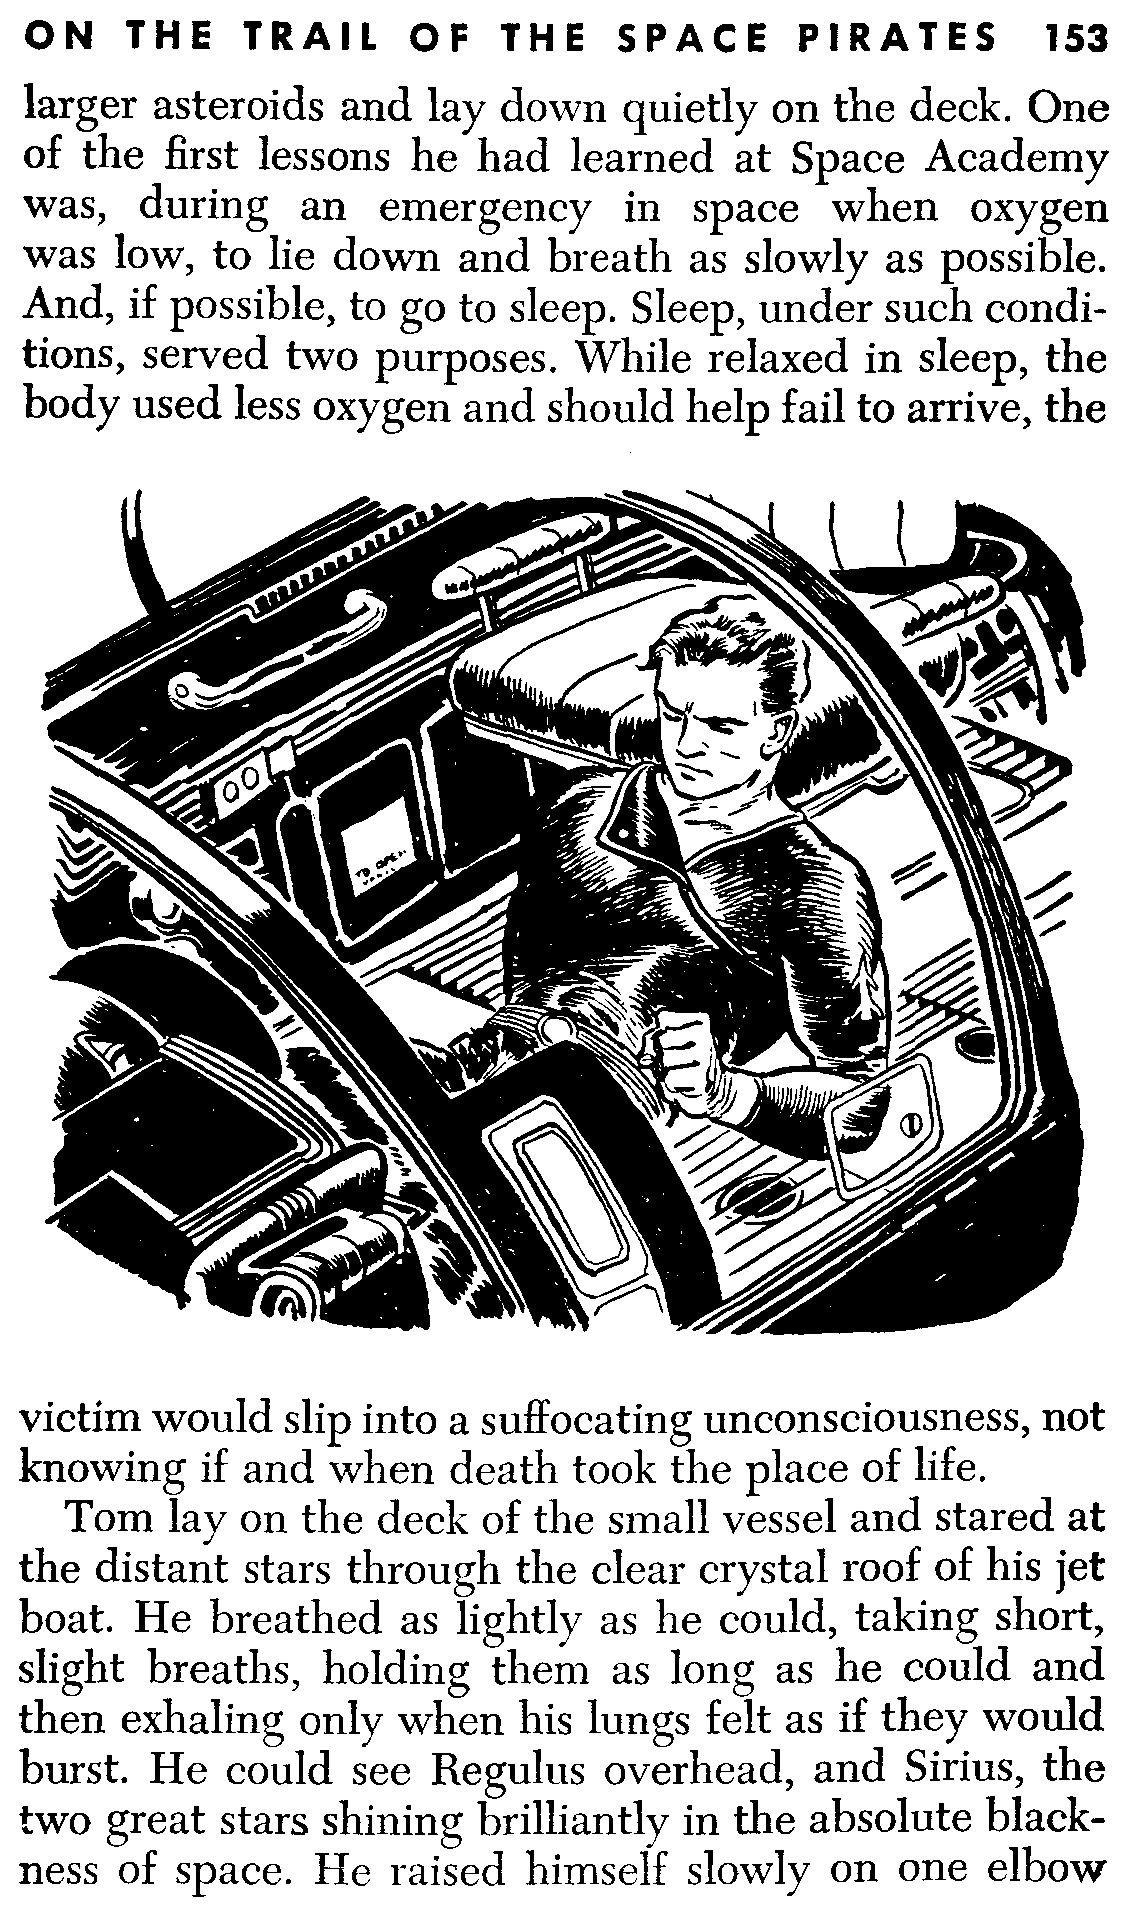 ON THE TRAIL OF THE SPACE PIRATES 153
larger asteroids and lay down quietly on the deck. One
of the first lessons he had learned at Space Academy
was, during an emergency in space when oxygen
was low, to lie down and breath as slowly as possible.
And, if possible, to go to sleep. Sleep, under such condi-
tions, served two purposes. While relaxed in sleep, the
body used less oxygen and should help fail to arrive, the
TO OPEN
victim would slip into a suffocating unconsciousness, not
knowing if and when death took the place of life.
Tom lay on the deck of the small vessel and stared at
the distant stars through the clear crystal roof of his jet
boat. He breathed as lightly as he could, taking short,
slight breaths, holding them as long as he could and
then exhaling only when his lungs felt as if they would
burst. He could see Regulus overhead, and Sirius, the
two great stars shining brilliantly in the absolute black-
ness of space. He raised himself slowly on one elbow